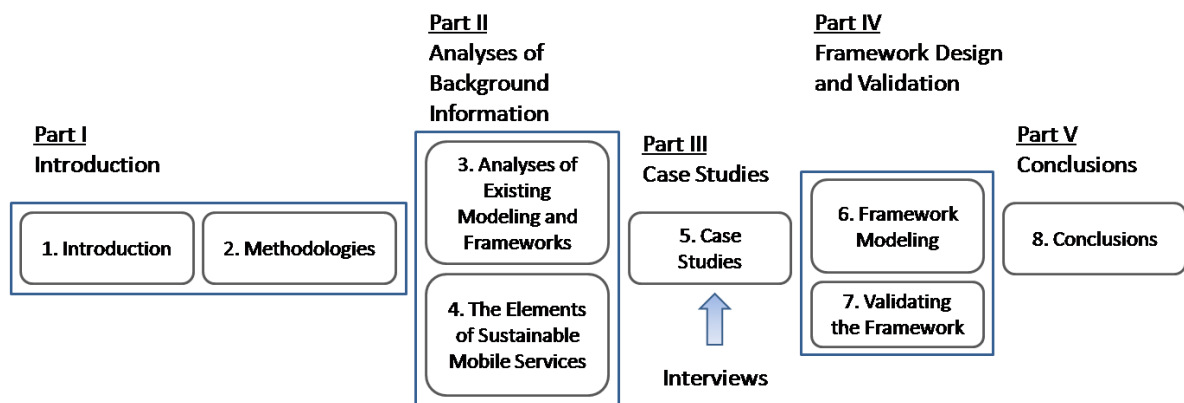 Part I
Introduction
1. Introduction
2. Methodologies
Part II
Analyses of
Background
Information
3. Analyses of
Existing
Modeling and
Frameworks
4. The Elements
of Sustainable
Mobile Services
Part III
Case Studies
5. Case
Studies
Interviews
Part IV
Framework Design
and Validation
6. Framework
Modeling
7. Validating
the Framework
Part V
Conclusions
8. Conclusions